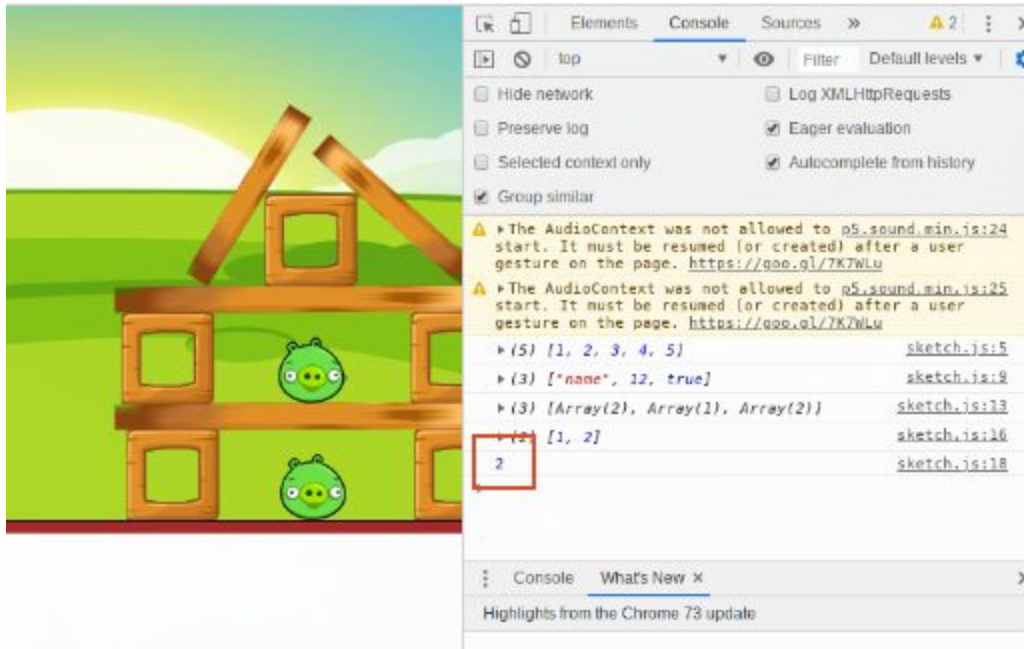 Elements Console Sources » 2
top Filter Default levels ▼
Hide network Log XMLHttpRequests
Preserve log Eager evaluation
Selected context only Autocomplete from history
Group similar
The AudioContext was not allowed to p5.sound.min.js:24
start. It must be resumed (or created) after a user
gesture on the page. https://goo.gl/7K7WLu
The AudioContext was not allowed to p5.sound.min.js:25
start. It must be resumed (or created) after a user
gesture on the page. https://goo.gl/7K7WLu
(5) [1, 2, 3, 4, 5] sketch.js:5
(3) ["name", 12, true] sketch.js:9
(3) [Array(2), Array(1), Array(2)] sketch.js:13
(2) [1, 2] sketch.js:16
2 sketch.js:18
Console What's New ×
Highlights from the Chrome 73 update